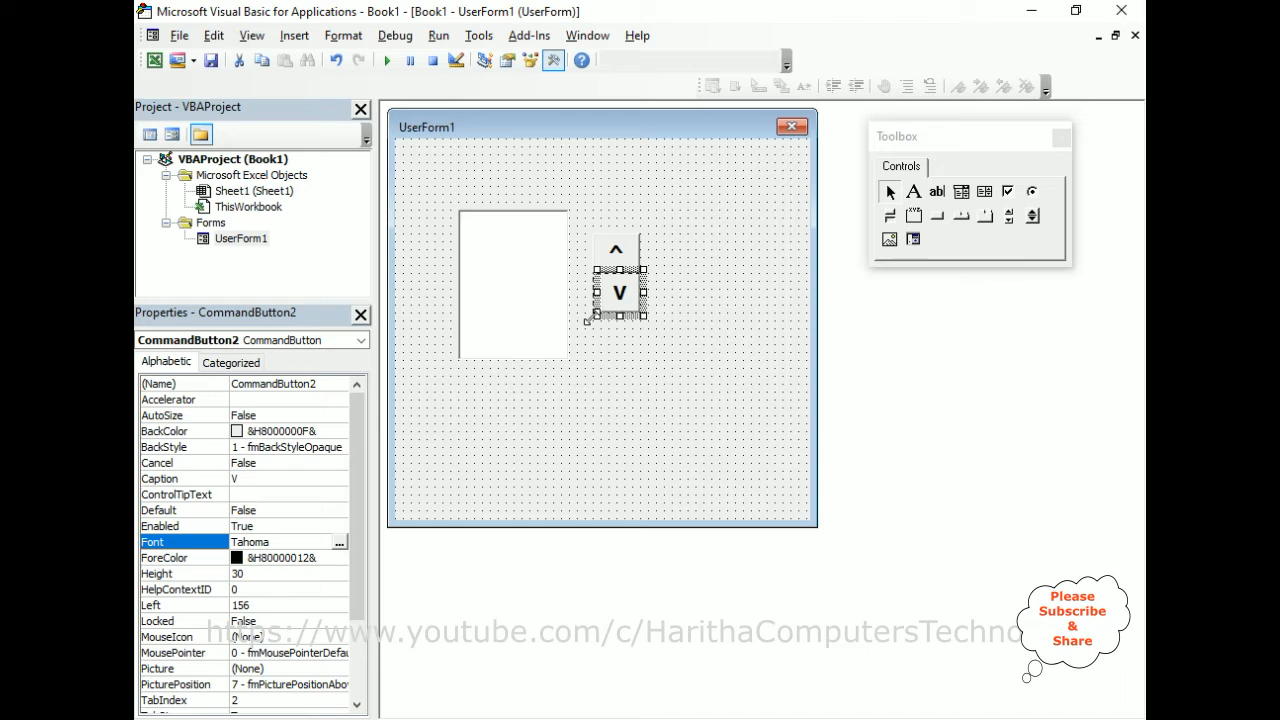 Microsoft Visual Basic for Applications - Book1 - [Book1 - UserForm1 (UserForm)]
File Edit View Insert Format Debug Run Tools Add-Ins Window Help
Project - VBAProject
VBAProject (Book1)
Microsoft Excel Objects
Sheet1 (Sheet1)
ThisWorkbook
Forms
UserForm1
Properties - CommandButton2
CommandButton2 CommandButton
Alphabetic Categorized
(Name) CommandButton2
Accelerator
AutoSize False
BackColor &H8000000F&
BackStyle 1 - fmBackStyleOpaque
Cancel False
Caption V
ControlTipText
Default False
Enabled True
Font Tahoma ...
ForeColor &H80000012&
Height 30
HelpContextID 0
Left 156
Locked False
MouseIcon (None)
MousePointer 0 - fmMousePointerDefau
Picture (None)
PicturePosition 7 - fmPicturePositionAbov
TabIndex 2
UserForm1
^
V
Toolbox
Controls
A ab|
XYZ
Please
Subscribe
&
Share
https://www.youtube.com/c/HarithaComputersTechno